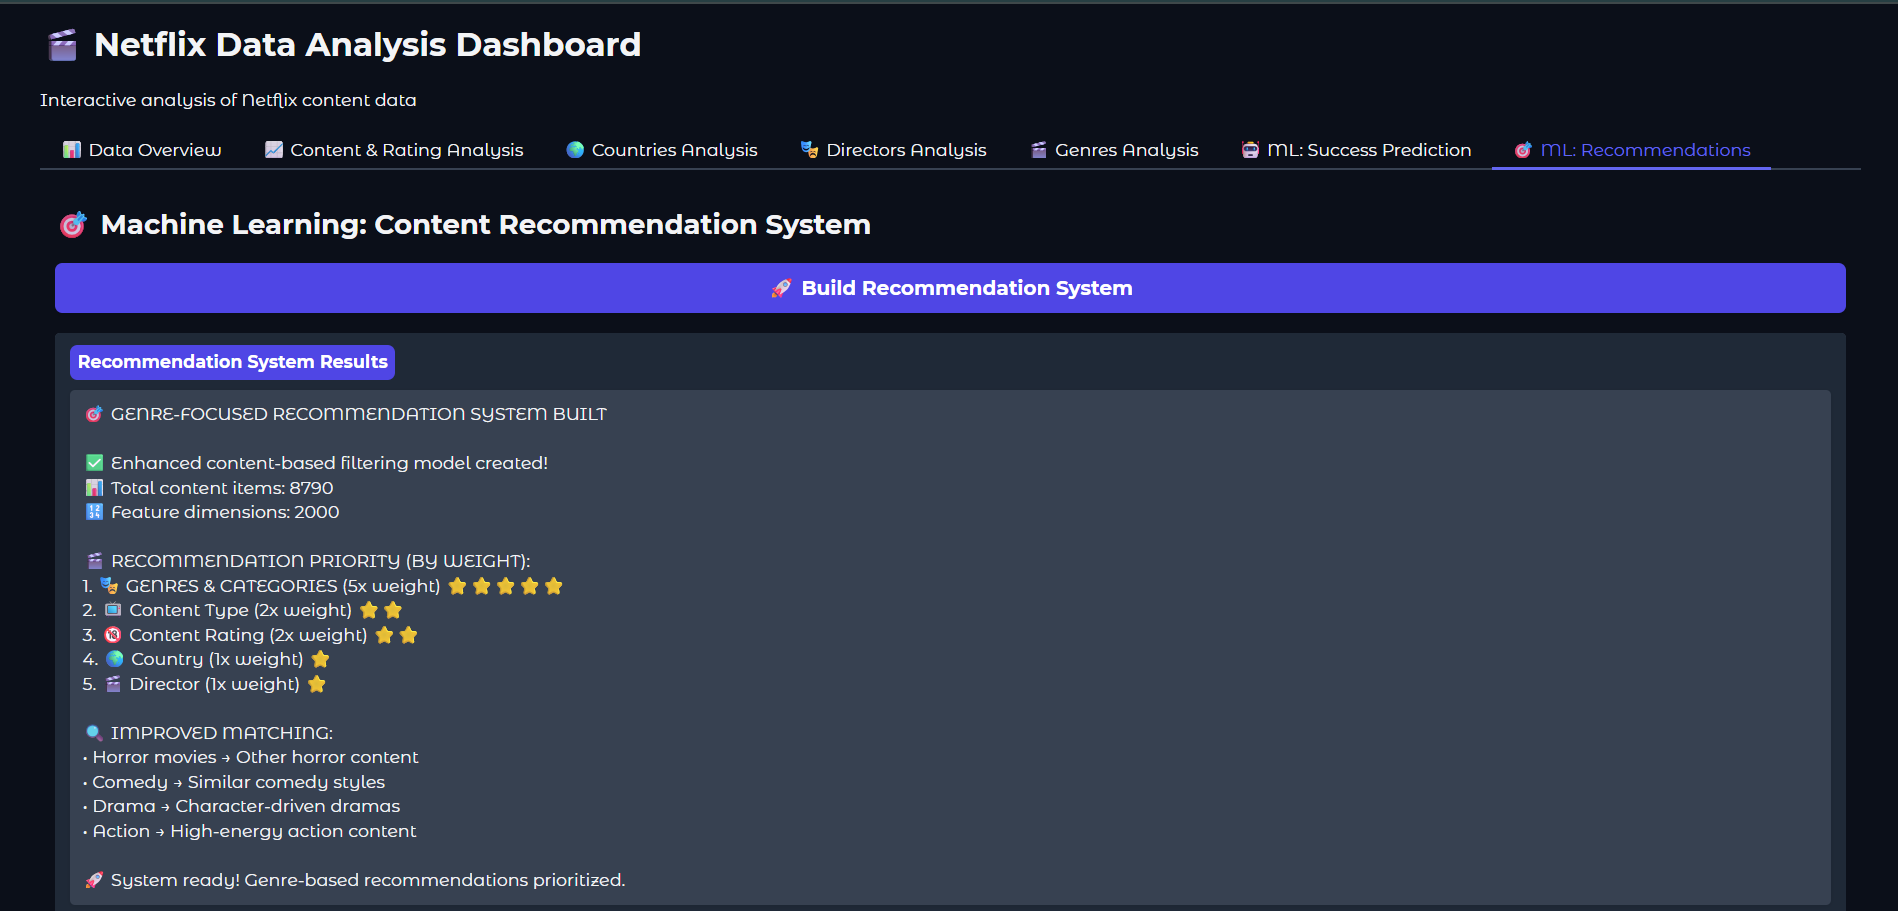 🎬 Netflix Data Analysis Dashboard
Interactive analysis of Netflix content data
📊 Data Overview 📈 Content & Rating Analysis 🌍 Countries Analysis 🎭 Directors Analysis 🎬 Genres Analysis 🤖 ML: Success Prediction 🎯 ML: Recommendations
🎯 Machine Learning: Content Recommendation System
🚀 Build Recommendation System
Recommendation System Results
🎯 GENRE-FOCUSED RECOMMENDATION SYSTEM BUILT
✅ Enhanced content-based filtering model created!
📊 Total content items: 8790
🔢 Feature dimensions: 2000
🎬 RECOMMENDATION PRIORITY (BY WEIGHT):
1. 🎭 GENRES & CATEGORIES (5x weight) ⭐⭐⭐⭐⭐
2. 📺 Content Type (2x weight) ⭐⭐
3. 🔞 Content Rating (2x weight) ⭐⭐
4. 🌍 Country (1x weight) ⭐
5. 🎬 Director (1x weight) ⭐
🔍 IMPROVED MATCHING:
• Horror movies → Other horror content
• Comedy → Similar comedy styles
• Drama → Character-driven dramas
• Action → High-energy action content
🚀 System ready! Genre-based recommendations prioritized.